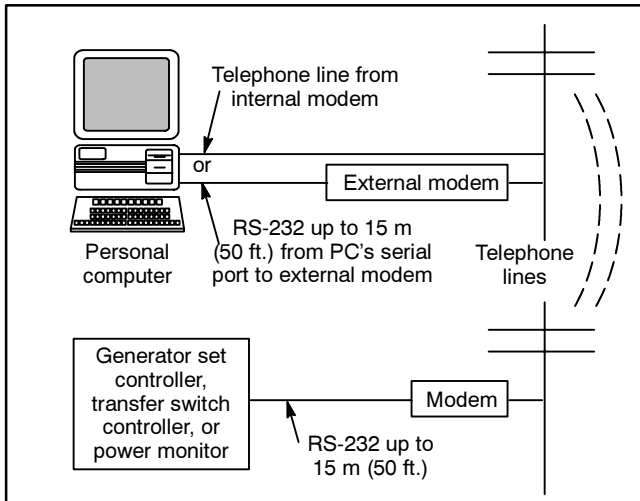 Telephone line from
internal modem
or
External modem
RS-232 up to 15 m
(50 ft.) from PC's serial
port to external modem
Personal
computer
Telephone
lines
Generator set
controller,
transfer switch
controller, or
power monitor
Modem
RS-232 up to
15 m (50 ft.)